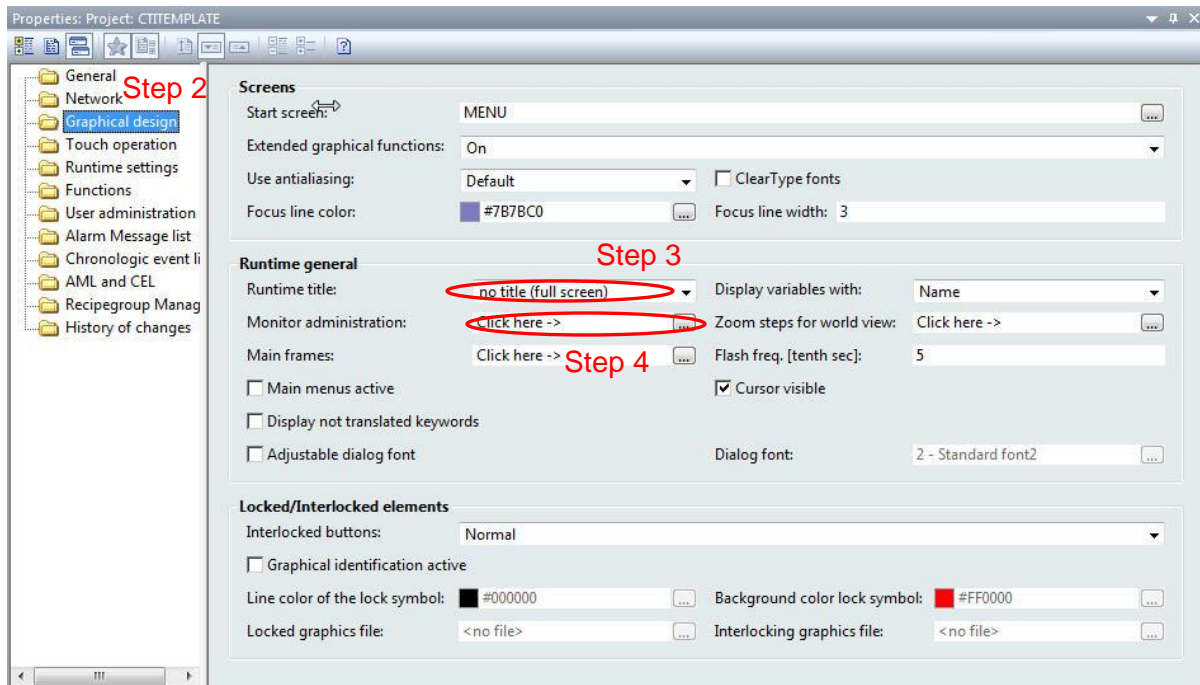 Properties: Project: CTITEMPLATE
General
Step 2
Network
Graphical design
Touch operation
Runtime settings
Functions
User administration
Alarm Message list
Chronologic event li
AML and CEL
Recipegroup Manag
History of changes
Screens
Start screen: MENU ...
Extended graphical functions: On
Use antialiasing: Default ClearType fonts
Focus line color: #7B7BC0 ... Focus line width: 3
Step 3
Runtime general
Runtime title: no title (full screen) Display variables with: Name
Monitor administration: Click here -> ... Zoom steps for world view: Click here -> ...
Main frames: Click here -> ... Flash freq. [tenth sec]: 5
Step 4
Main menus active Cursor visible
Display not translated keywords
Adjustable dialog font Dialog font: 2 - Standard font2 ...
Locked/Interlocked elements
Interlocked buttons: Normal
Graphical identification active
Line color of the lock symbol: #000000 ... Background color lock symbol: #FF0000 ...
Locked graphics file: <no file> ... Interlocking graphics file: <no file> ...